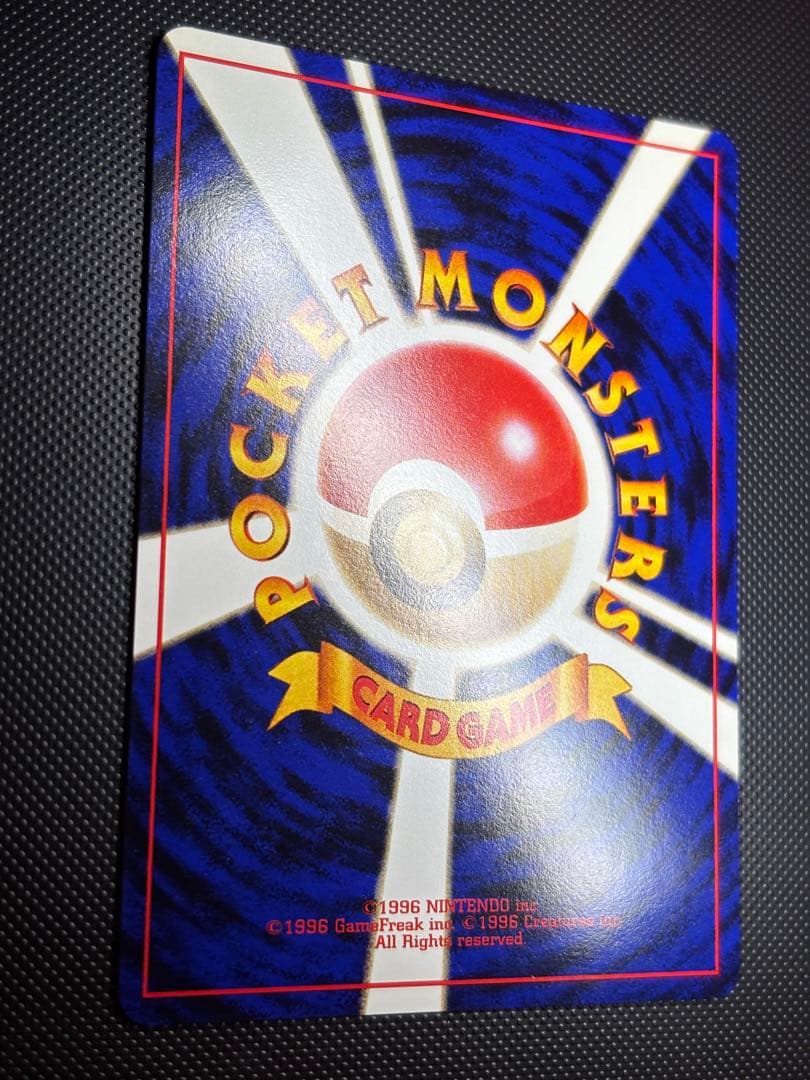 POCKET MONSTERS
CARD GAME
©1996 NINTENDO inc
©1996 GameFreak inc. ©1996 Creatures inc.
All Rights reserved